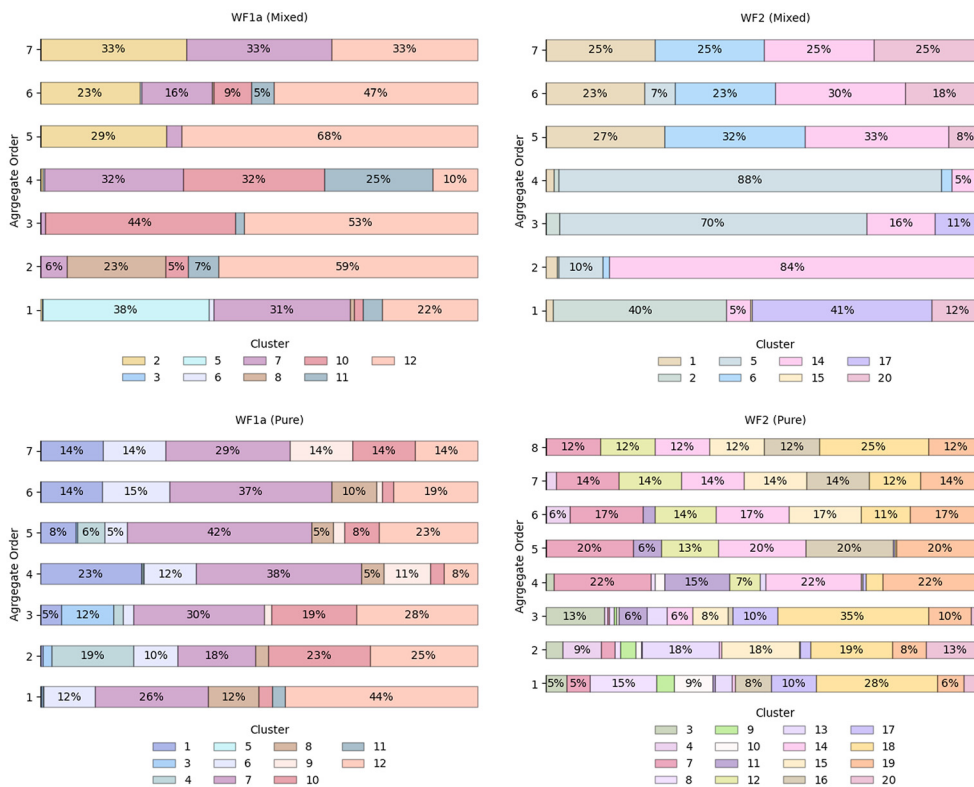 WF1a (Mixed)
7 33% 33% 33%
6 23% 16% 9% 5% 47%
5 29% 68%
4 32% 32% 25% 10%
3 44% 53%
2 6% 23% 5% 7% 59%
1 38% 31% 22%
Agrgegate Order
Cluster
2 5 7 10 12
3 6 8 11
WF2 (Mixed)
7 25% 25% 25% 25%
6 23% 7% 23% 30% 18%
5 27% 32% 33% 8%
4 88% 5%
3 70% 16% 11%
2 10% 84%
1 40% 5% 41% 12%
Agrgegate Order
Cluster
1 5 14 17
2 6 15 20
WF1a (Pure)
7 14% 14% 29% 14% 14% 14%
6 14% 15% 37% 10% 19%
5 8% 6% 5% 42% 5% 8% 23%
4 23% 12% 38% 5% 11% 8%
3 5% 12% 30% 19% 28%
2 19% 10% 18% 23% 25%
1 12% 26% 12% 44%
Agrgegate Order
Cluster
1 5 8 11
3 6 9 12
4 7 10
WF2 (Pure)
8 12% 12% 12% 12% 12% 25% 12%
7 14% 14% 14% 14% 14% 12% 14%
6 6% 17% 14% 17% 17% 11% 17%
5 20% 6% 13% 20% 20% 20%
4 22% 15% 7% 22% 22%
3 13% 6% 6% 8% 10% 35% 10%
2 9% 18% 18% 19% 8% 13%
1 5% 5% 15% 9% 8% 10% 28% 6%
Agrgegate Order
Cluster
3 9 13 17
4 10 14 18
7 11 15 19
8 12 16 20